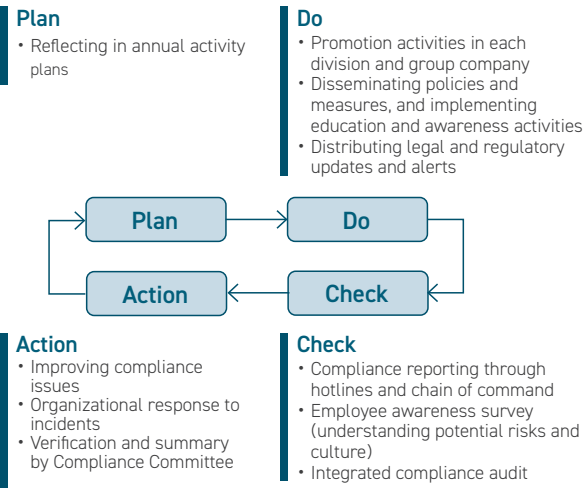 Plan
• Reflecting in annual activity
plans
Do
• Promotion activities in each
division and group company
• Disseminating policies and
measures, and implementing
education and awareness activities
• Distributing legal and regulatory
updates and alerts
Plan
Do
Action
Check
Action
• Improving compliance
issues
• Organizational response to
incidents
• Verification and summary
by Compliance Committee
Check
• Compliance reporting through
hotlines and chain of command
• Employee awareness survey
(understanding potential risks and
culture)
• Integrated compliance audit